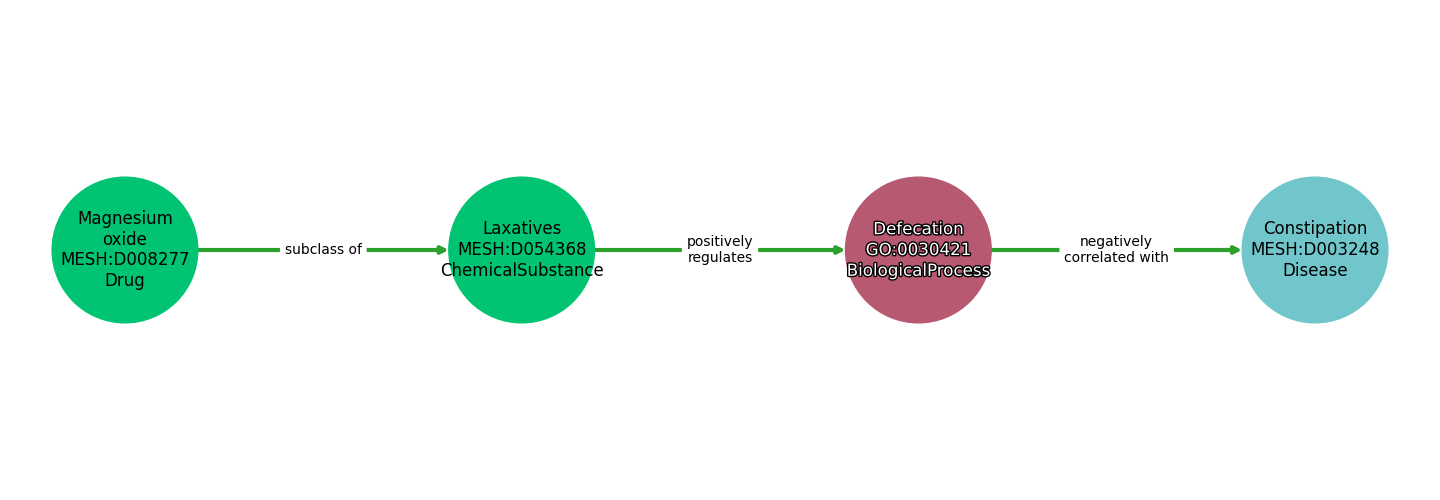 Magnesium
oxide
MESH:D008277
Drug
subclass of
Laxatives
MESH:D054368
ChemicalSubstance
positively
regulates
Defecation
GO:0030421
BiologicalProcess
negatively
correlated with
Constipation
MESH:D003248
Disease